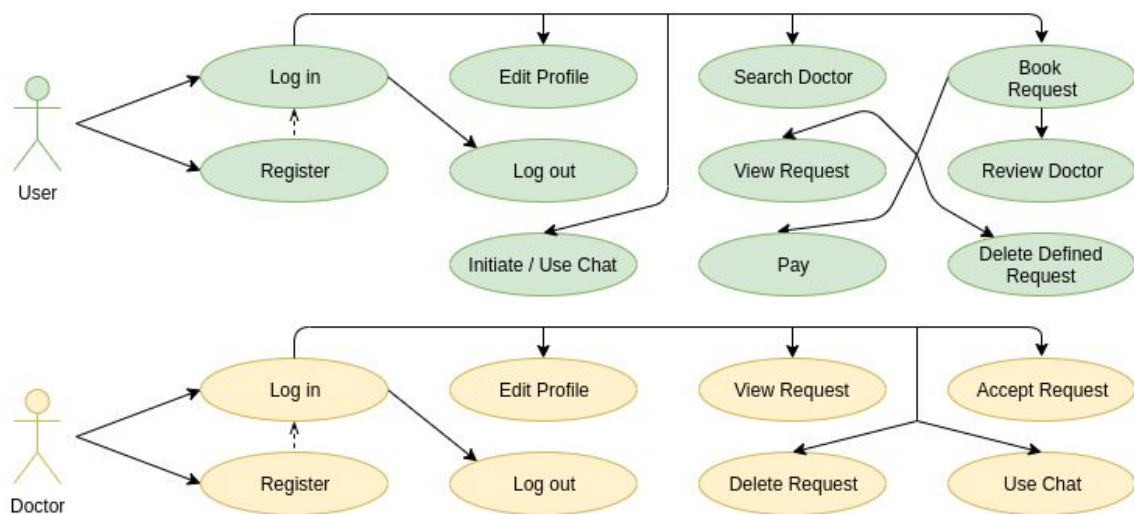 Log in
Edit Profile
Search Doctor
Book
Request
Register
Log out
View Request
Review Doctor
User
Initiate / Use Chat
Pay
Delete Defined
Request
Log in
Edit Profile
View Request
Accept Request
Register
Log out
Delete Request
Use Chat
Doctor